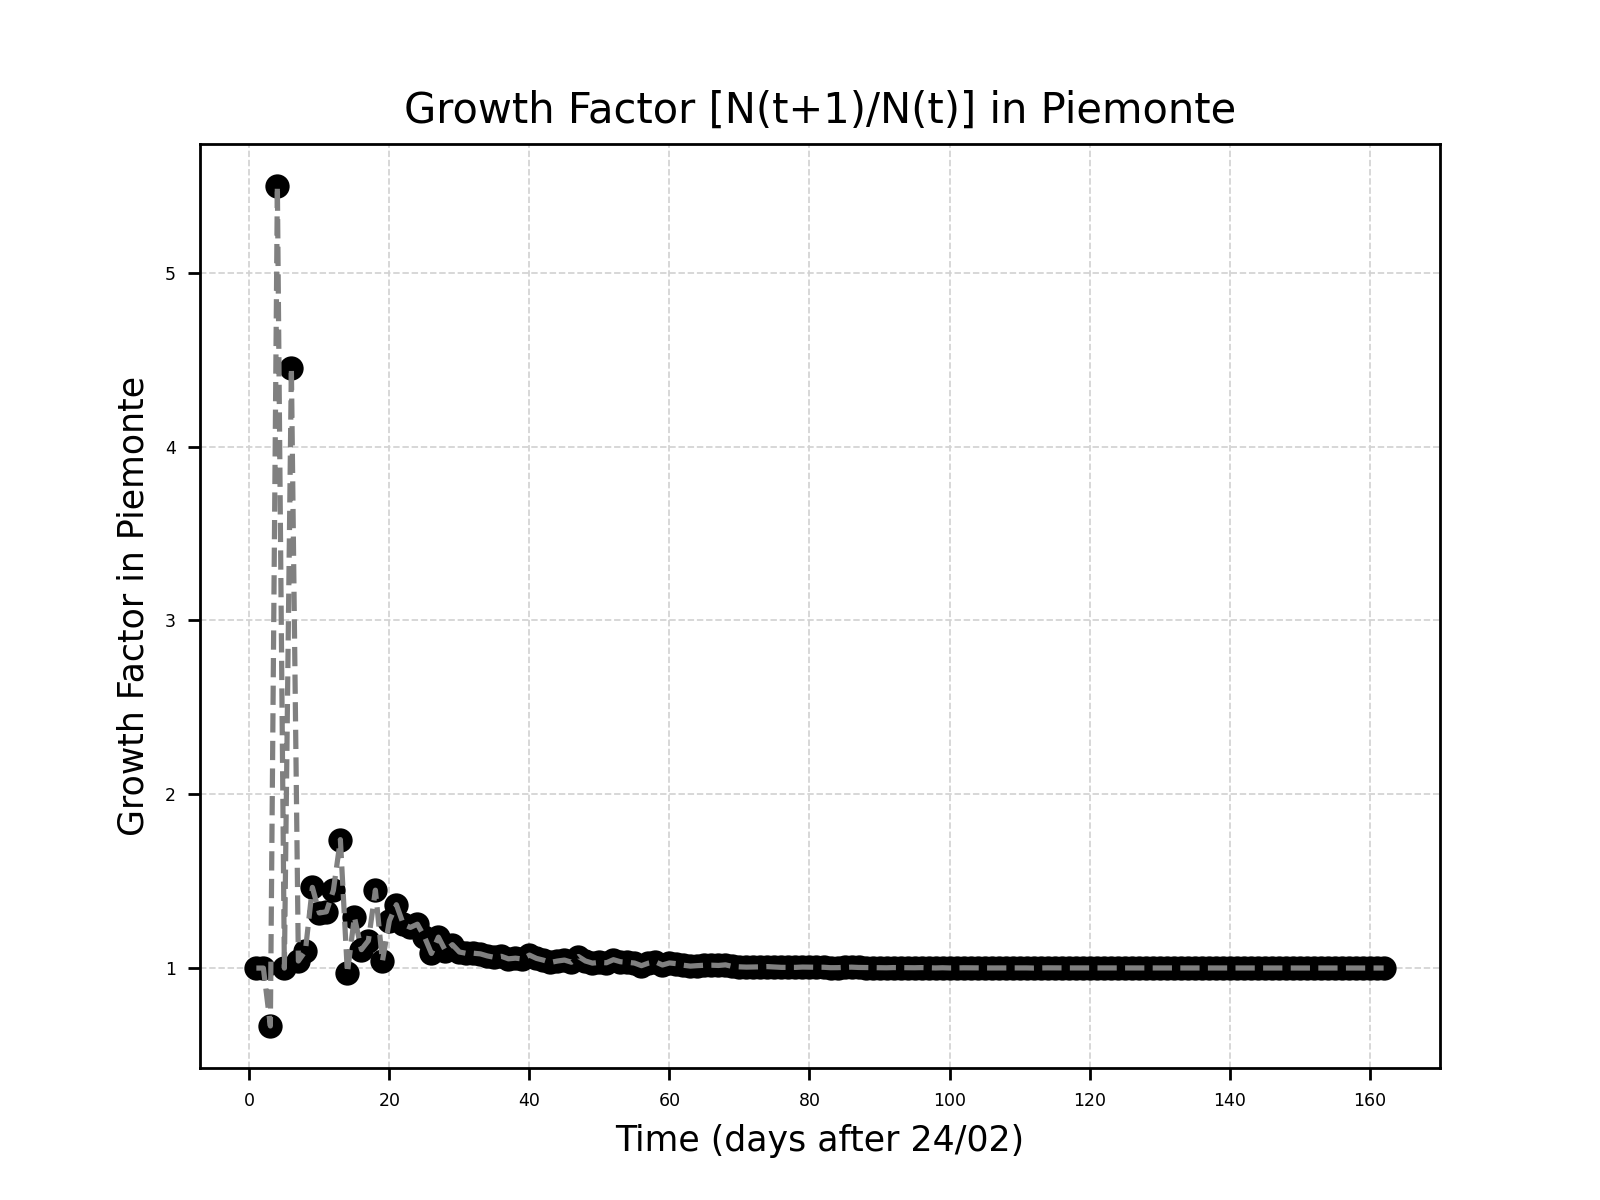 Growth Factor [N(t+1)/N(t)] in Piemonte
Growth Factor in Piemonte
5
4
3
2
1
0 20 40 60 80 100 120 140 160
Time (days after 24/02)